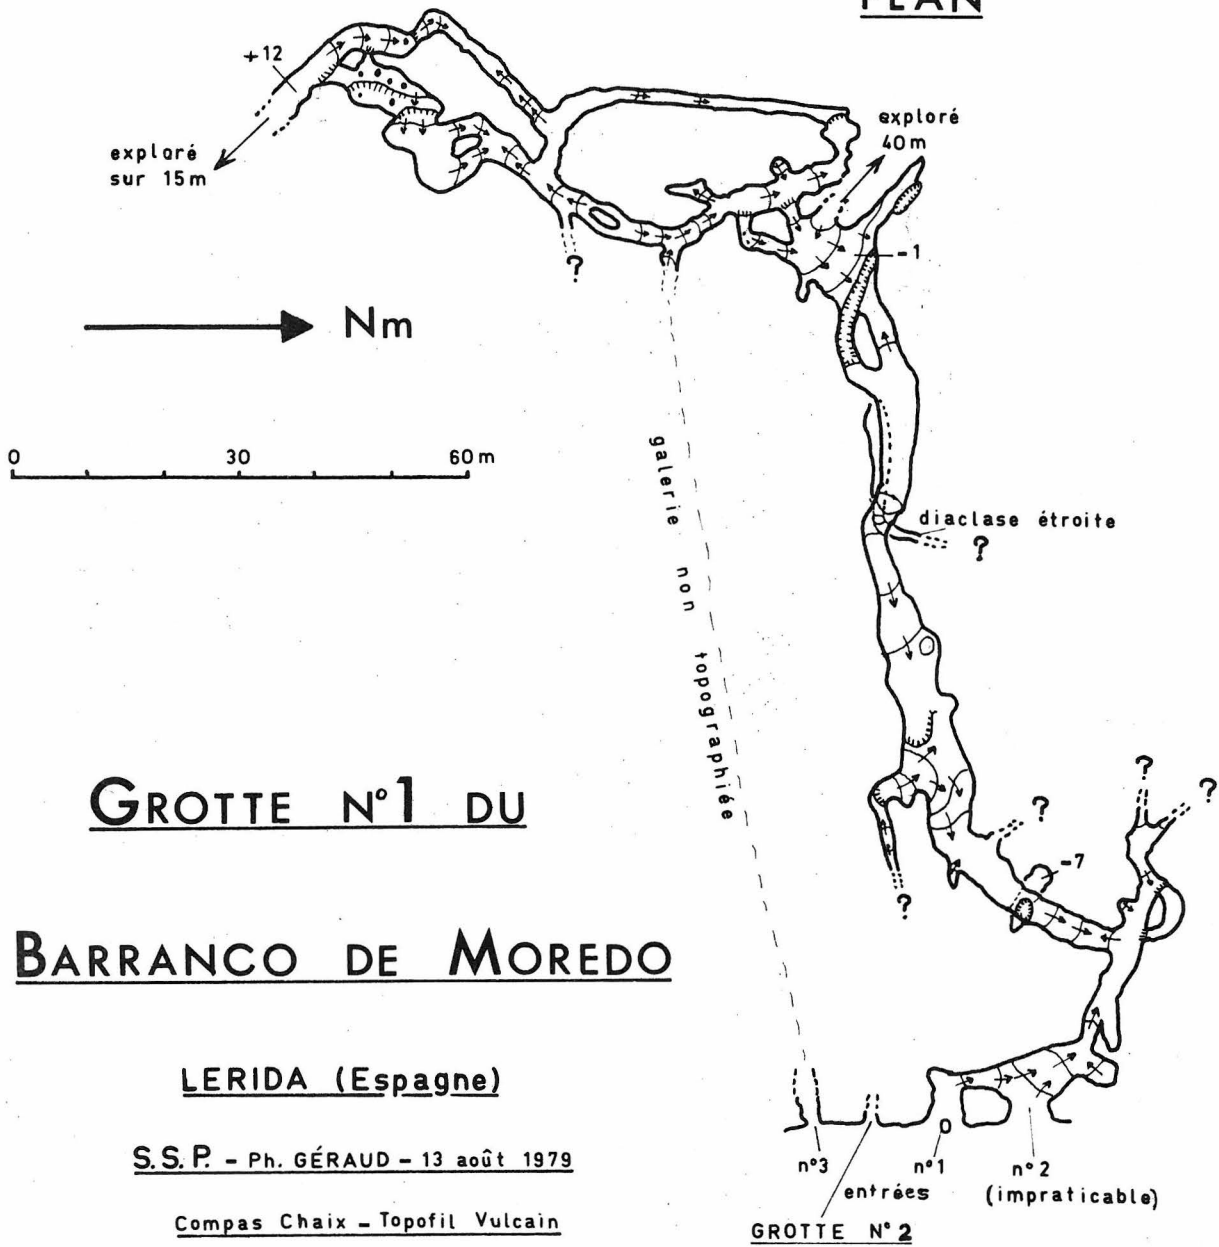 PLAN
+12
exploré
sur 15m
exploré
40m
-1
?
Nm
0 30 60 m
galerie non topographiée
diaclase étroite
?
?
?
?
-7
?
GROTTE N°1 DU
BARRANCO DE MOREDO
LERIDA (Espagne)
S.S.P. - Ph. GÉRAUD - 13 août 1979
Compas Chaix - Topofil Vulcain
0
n°3 n°1 n°2
entrées (impraticable)
GROTTE N°2